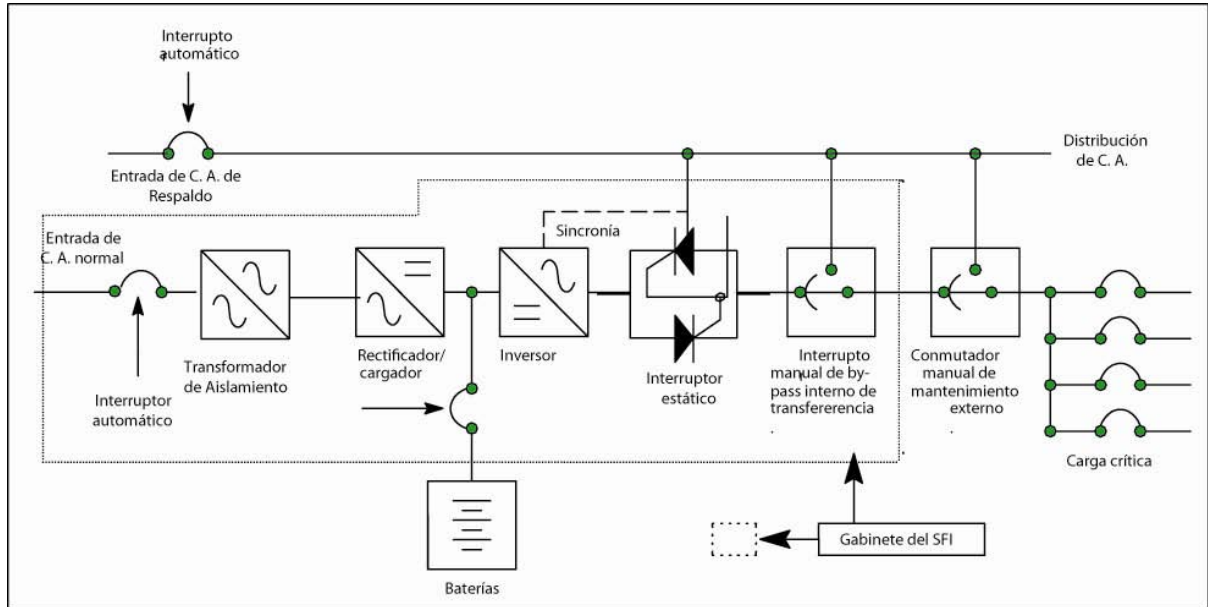 Interrupto
automático
Distribución
de C. A.
Entrada de C. A. de
Respaldo
Entrada de
C. A. normal
Sincronía
Transformador
de Aislamiento
Rectificador/
cargador
Inversor
Interruptor
estático
Interrupto
manual de by-
pass interno de
transfererencia
.
Conmutador
manual de
mantenimiento
externo
.
Interruptor
automático
Carga crítica
Gabinete del SFI
Baterías